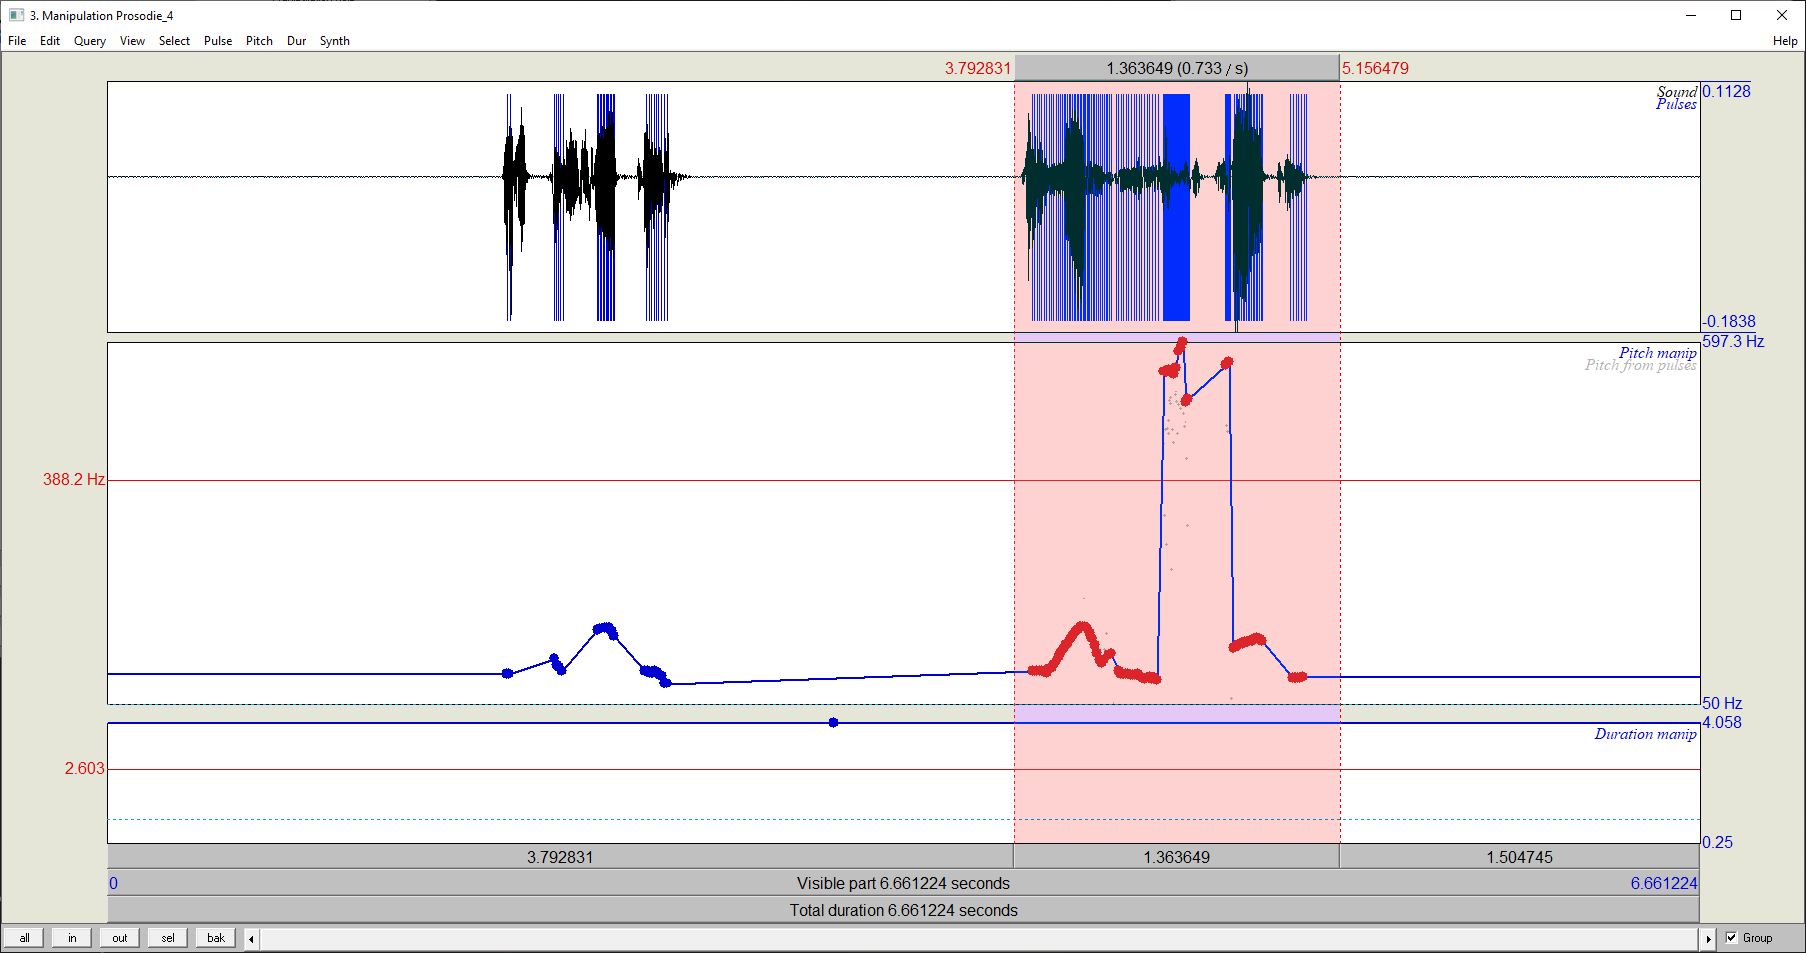 3. Manipulation Prosodie_4
File Edit Query View Select Pulse Pitch Dur Synth Help
3.792831 1.363649 (0.733 / s) 5.156479
Sound 0.1128
Pulses
-0.1838
597.3 Hz
Pitch manip
Pitch from pulses
388.2 Hz
50 Hz
4.058
Duration manip
2.603
0.25
3.792831 1.363649 1.504745
0 Visible part 6.661224 seconds 6.661224
Total duration 6.661224 seconds
all in out sel bak Group